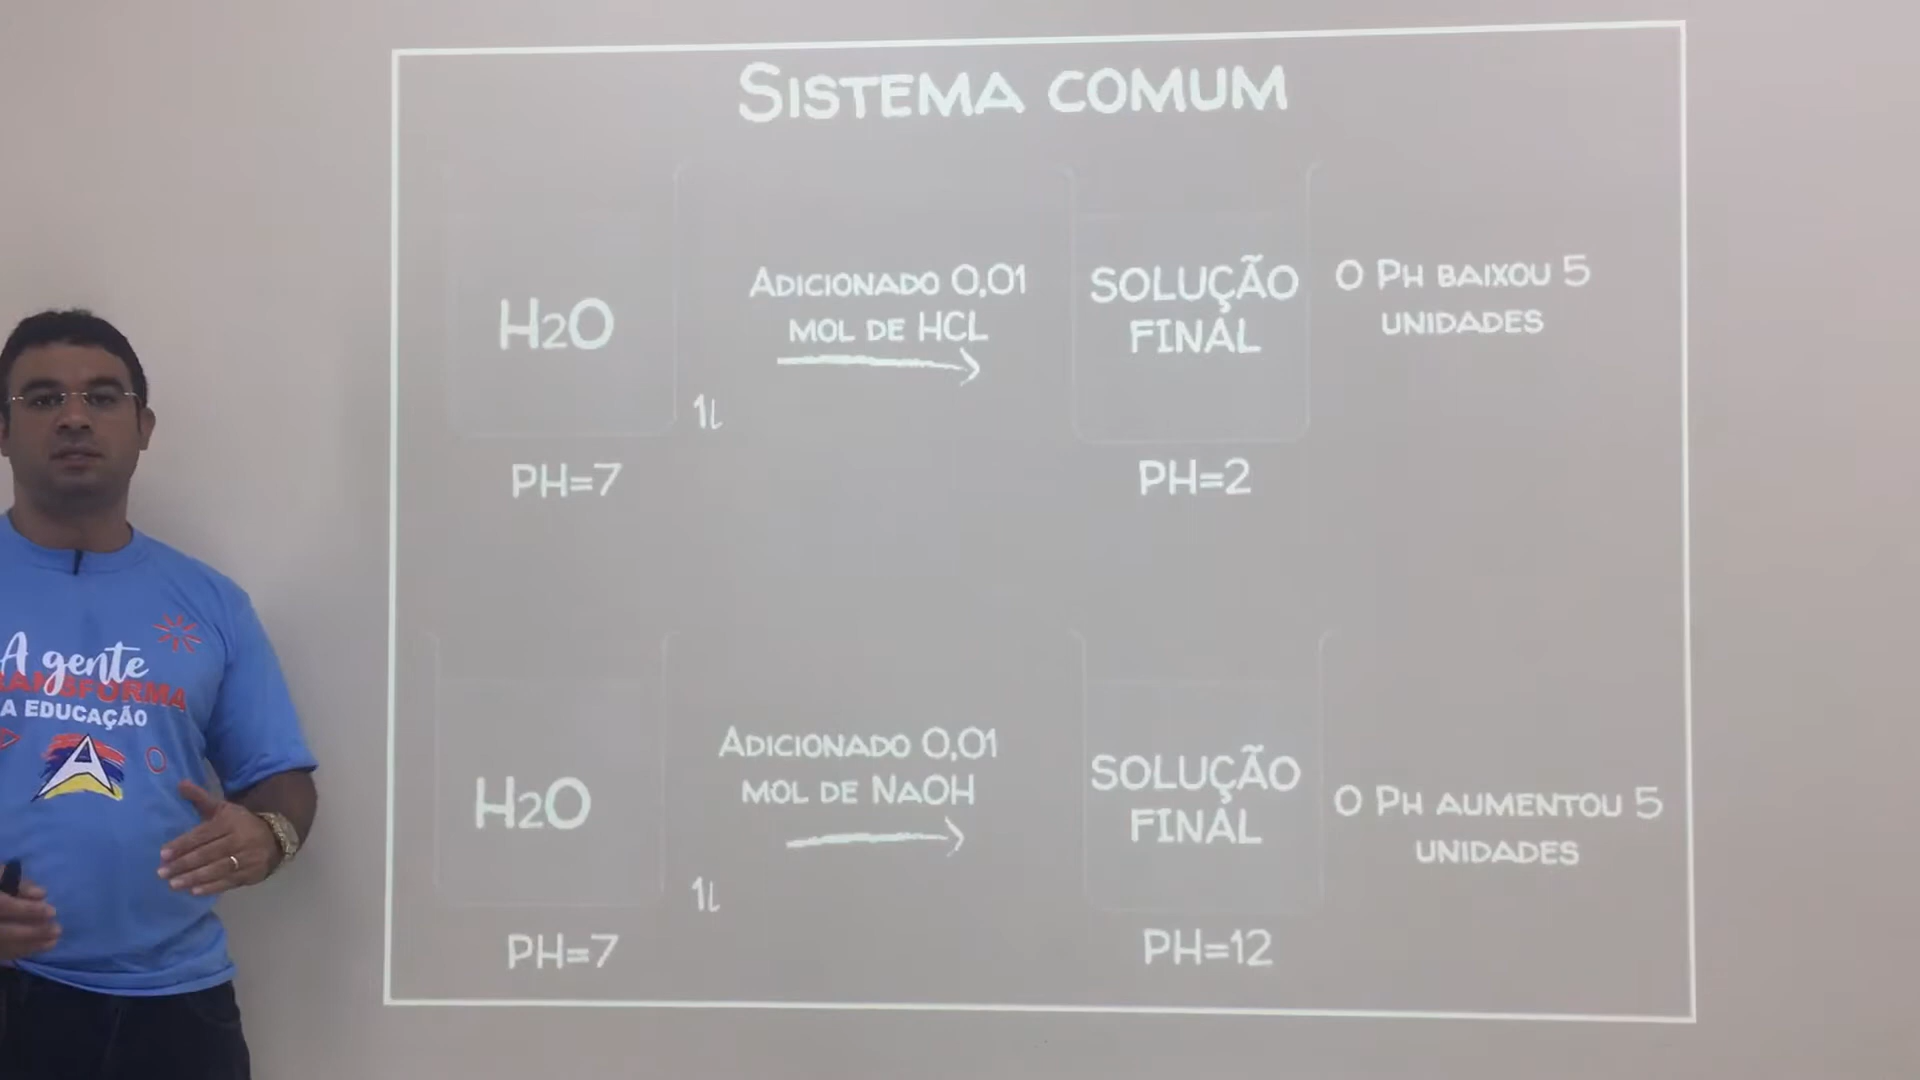 SISTEMA COMUM
H2O
ADICIONADO 0,01
MOL DE HCL
1L
PH=7
SOLUÇÃO
FINAL
PH=2
O PH BAIXOU 5
UNIDADES
H2O
ADICIONADO 0,01
MOL DE NAOH
1L
PH=7
SOLUÇÃO
FINAL
PH=12
O PH AUMENTOU 5
UNIDADES
A gente
A EDUCAÇÃO